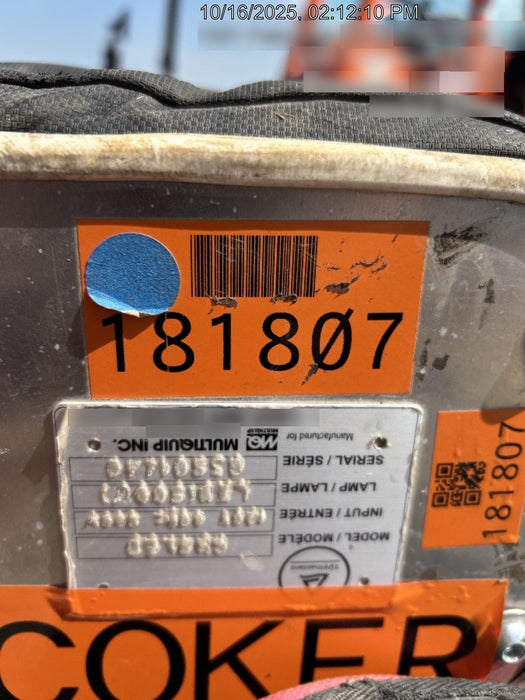 10/16/2025, 02:12:10 PM
181807
181807
MQ
MULTIQUIP
Manufactured for
MULTIQUIP INC.
SERIAL / SÉRIE
LAMP / LAMPE
INPUT / ENTRÉE
MODEL / MODÈLE
COKER